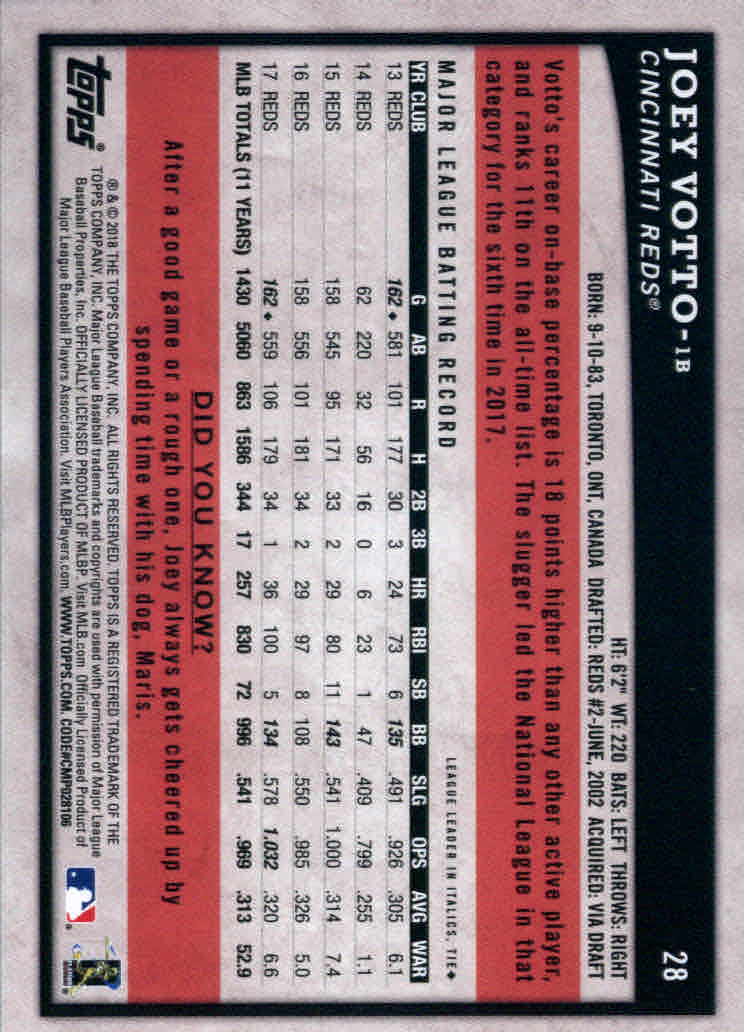 JOEY VOTTO-1B
28
CINCINNATI REDS®
HT: 6'2" WT: 220 BATS: LEFT THROWS: RIGHT
BORN: 9-10-83, TORONTO, ONT, CANADA DRAFTED: REDS #2-JUNE, 2002 ACQUIRED: VIA DRAFT
Votto's career on-base percentage is 18 points higher than any other active player,
and ranks 11th on the all-time list. The slugger led the National League in that
category for the sixth time in 2017.
MAJOR LEAGUE BATTING RECORD LEAGUE LEADER IN ITALICS, TIE◆
YR CLUB G AB R H 2B 3B HR RBI SB BB SLG OPS AVG WAR
13 REDS 162◆ 581 101 177 30 3 24 73 6 135 .491 .926 .305 6.1
14 REDS 62 220 32 56 16 0 6 23 1 47 .409 .799 .255 1.1
15 REDS 158 545 95 171 33 2 29 80 11 143 .541 1.000 .314 7.4
16 REDS 158 556 101 181 34 2 29 97 8 108 .550 .985 .326 5.0
17 REDS 162◆ 559 106 179 34 1 36 100 5 134 .578 1.032 .320 6.6
MLB TOTALS (11 YEARS) 1430 5060 863 1586 344 17 257 830 72 996 .541 .969 .313 52.9
DID YOU KNOW?
After a good game or a rough one, Joey always gets cheered up by
spending time with his dog, Maris.
topps®
® & © 2018 THE TOPPS COMPANY, INC. ALL RIGHTS RESERVED. TOPPS IS A REGISTERED TRADEMARK OF THE
TOPPS COMPANY, INC. Major League Baseball trademarks and copyrights are used with permission of Major League
Baseball Properties, Inc. OFFICIALLY LICENSED PRODUCT OF MLBP. Visit MLB.com Officially Licensed Product of
Major League Baseball Players Association. Visit MLBPlayers.com. WWW.TOPPS.COM. CODE#CMP028106